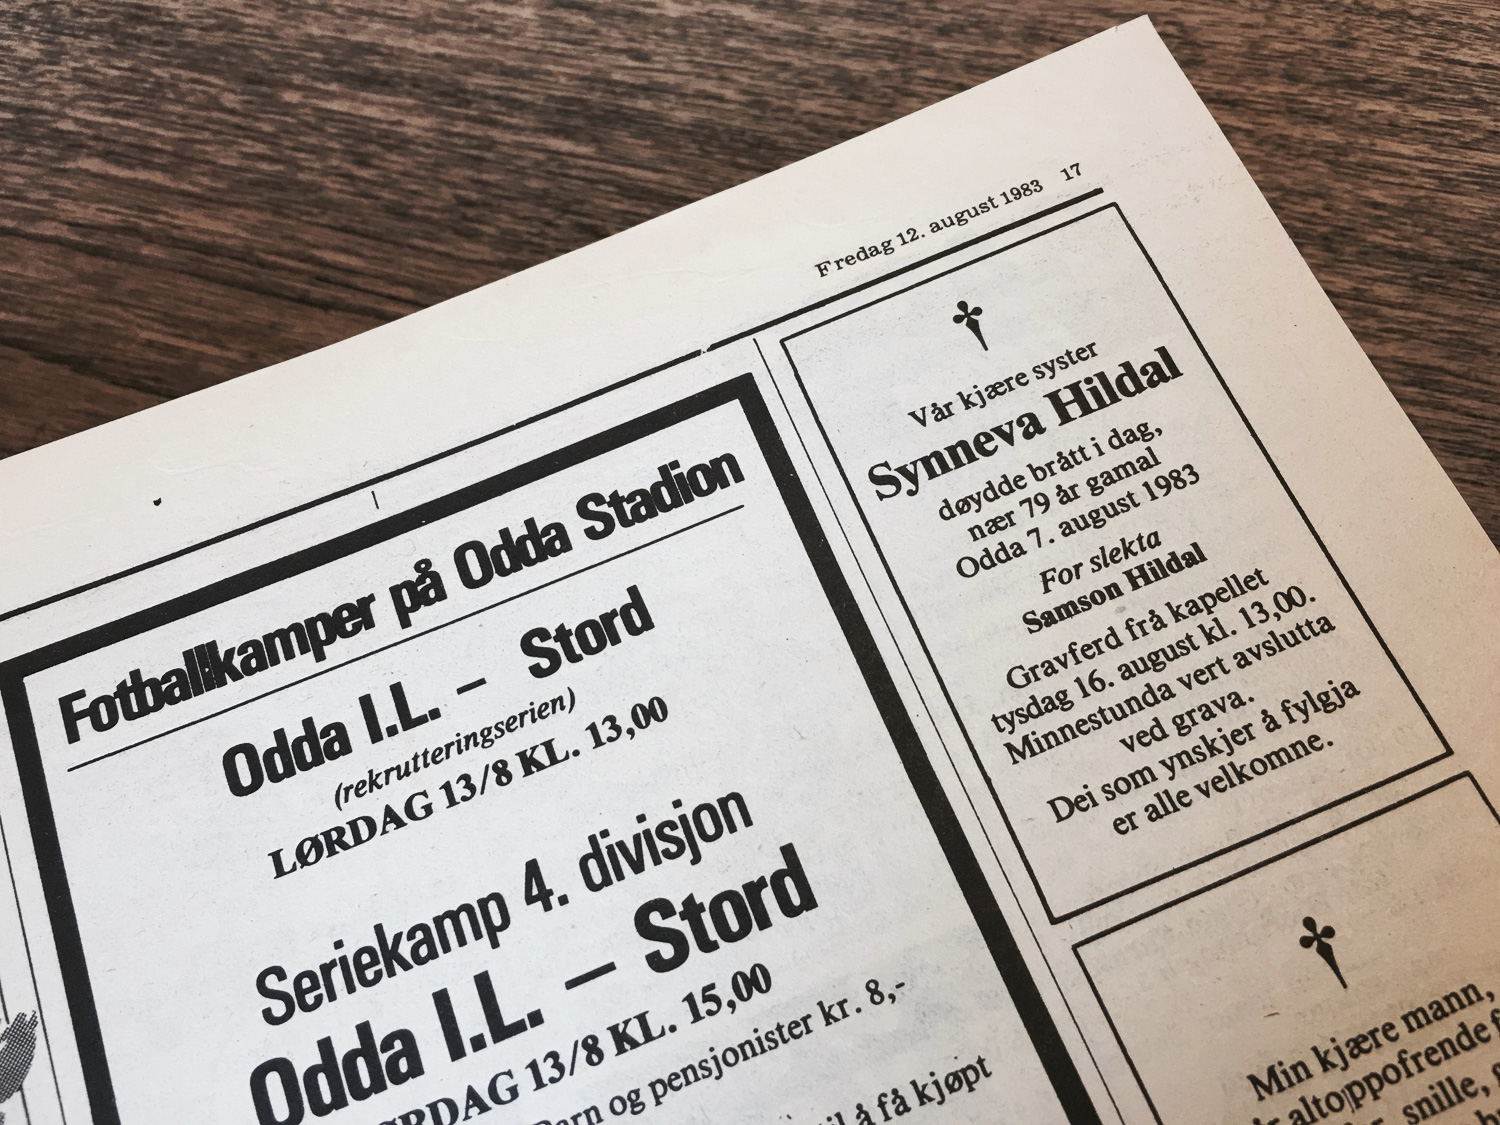 Fredag 12. august 1983 17
Fotballkamper på Odda Stadion
Odda I.L. – Stord
(rekrutteringserien)
LØRDAG 13/8 KL. 13,00
Seriekamp 4. divisjon
Odda I.L. – Stord
13/8 KL. 15,00
og pensjonister kr. 8,-
å få kjøpt
Vår kjære syster
Synneva Hildal
døydde brått i dag,
nær 79 år gamal
Odda 7. august 1983
For slekta
Samson Hildal
Gravferd frå kapellet
tysdag 16. august kl. 13,00.
Minnestunda vert avslutta
ved grava.
Dei som ynskjer å fylgja
er alle velkomne.
Min kjære mann,
snille,